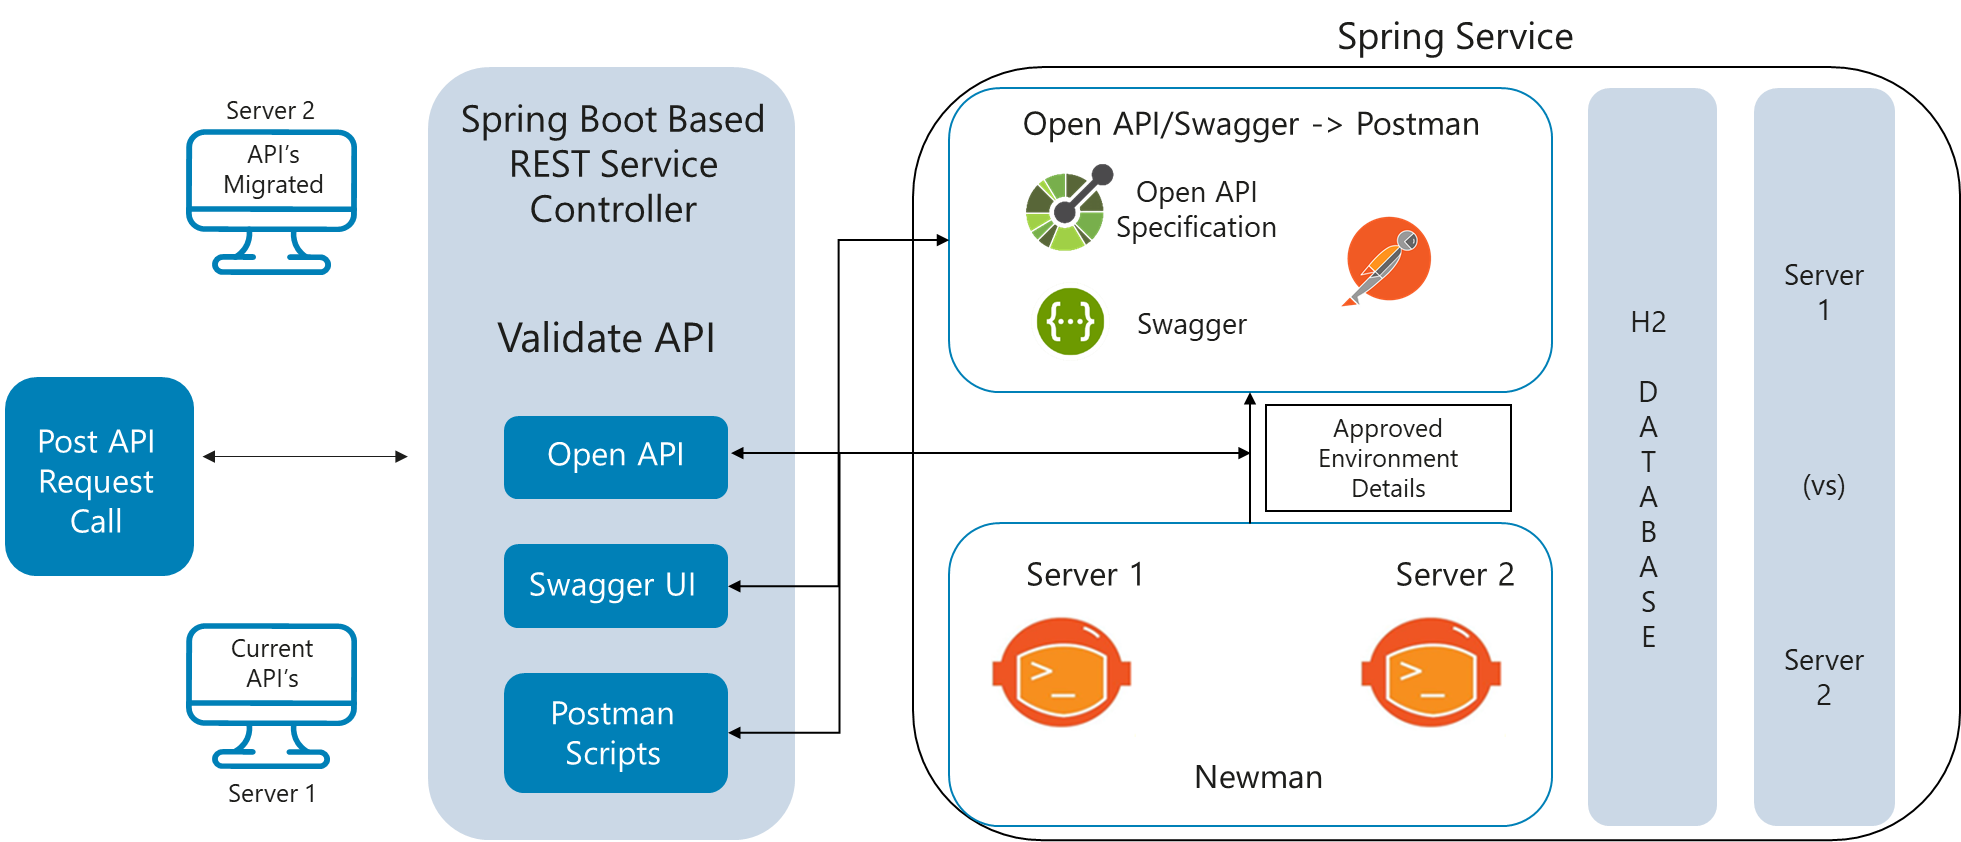 Spring Service
Server 2
API’s
Migrated
Post API
Request
Call
Current
API’s
Server 1
Spring Boot Based
REST Service
Controller
Validate API
Open API
Swagger UI
Postman
Scripts
Open API/Swagger -> Postman
Open API
Specification
{···}
Swagger
Approved
Environment
Details
Server 1
Server 2
>_
>_
Newman
H2
D
A
T
A
B
A
S
E
Server
1
(vs)
Server
2